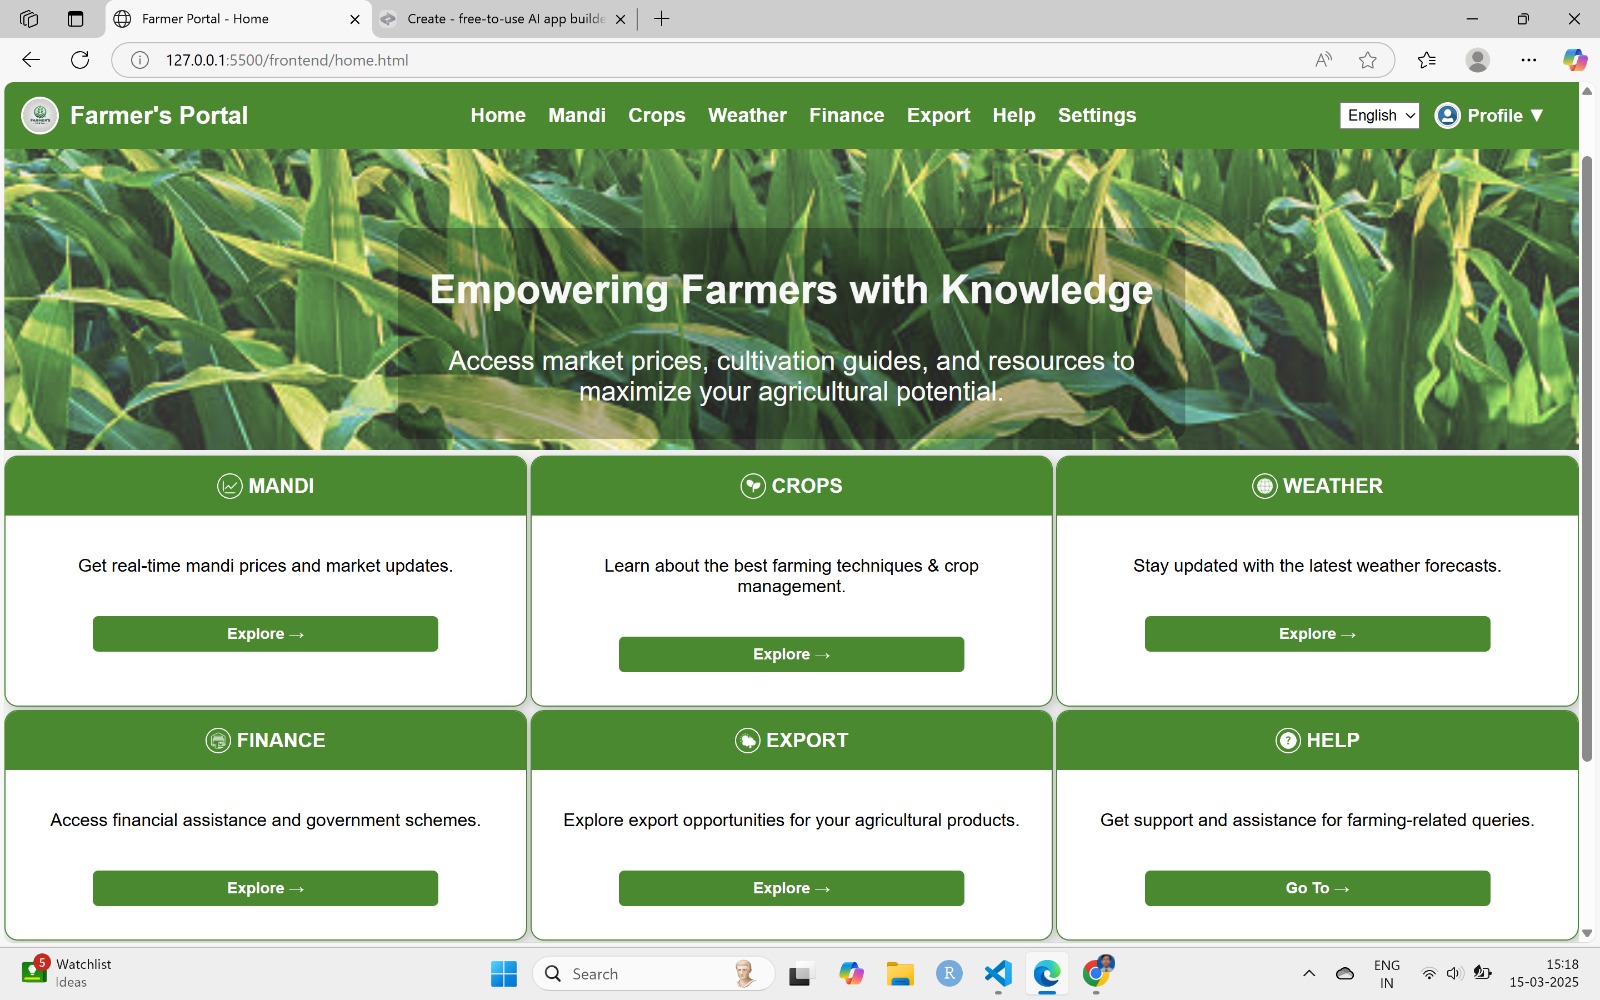 Farmer Portal - Home
Create - free-to-use AI app builde
127.0.0.1:5500/frontend/home.html
Farmer's Portal
Home Mandi Crops Weather Finance Export Help Settings
English
Profile ▼
Empowering Farmers with Knowledge
Access market prices, cultivation guides, and resources to
maximize your agricultural potential.
MANDI
Get real-time mandi prices and market updates.
Explore →
CROPS
Learn about the best farming techniques & crop
management.
Explore →
WEATHER
Stay updated with the latest weather forecasts.
Explore →
FINANCE
Access financial assistance and government schemes.
Explore →
EXPORT
Explore export opportunities for your agricultural products.
Explore →
HELP
Get support and assistance for farming-related queries.
Go To →
5
Watchlist
Ideas
Search
R
ENG
IN
15:18
15-03-2025